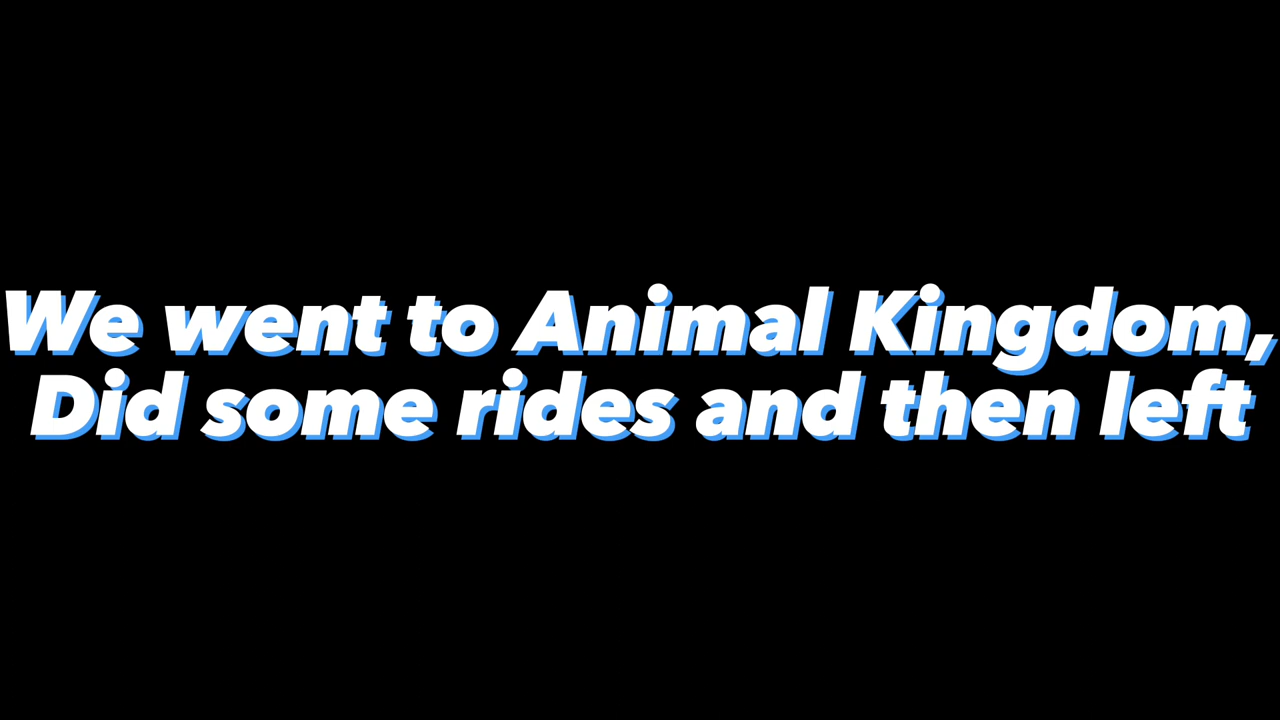 We went to Animal Kingdom,
Did some rides and then left